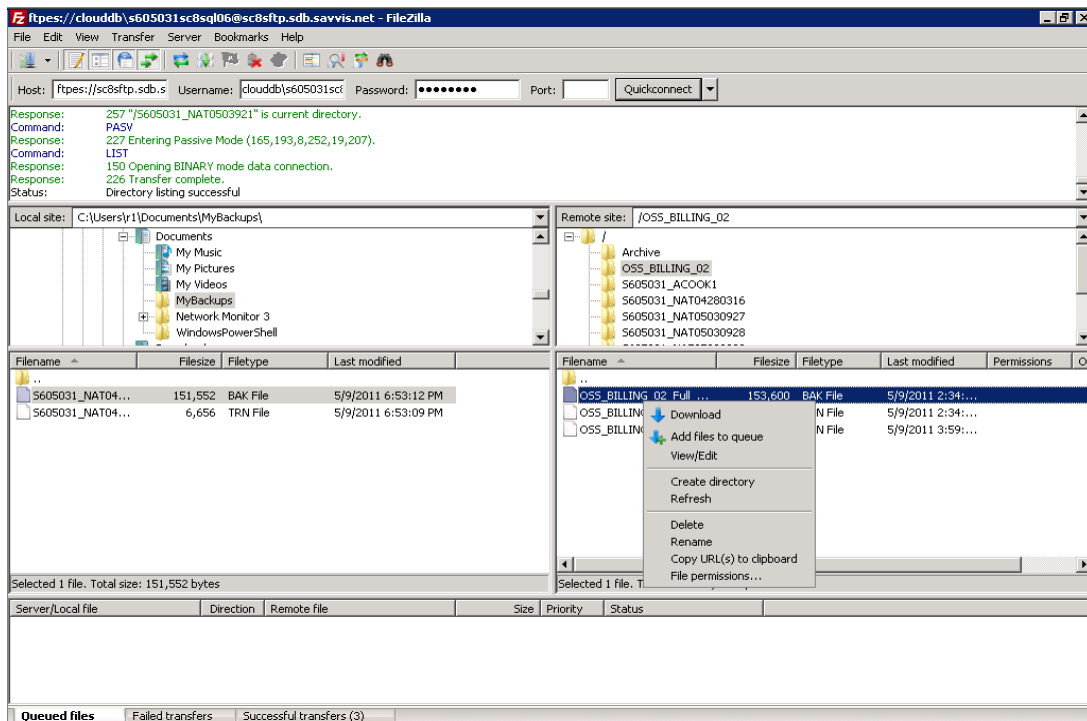 ftpes://clouddb\s605031sc8sql06@sc8sftp.sdb.savvis.net - FileZilla
File Edit View Transfer Server Bookmarks Help
Host: ftpes://sc8sftp.sdb.s Username: clouddb\s605031sc8 Password: ●●●●●●●● Port: Quickconnect
Response: 257 "/S605031_NAT0503921" is current directory.
Command: PASV
Response: 227 Entering Passive Mode (165,193,8,252,19,207).
Command: LIST
Response: 150 Opening BINARY mode data connection.
Response: 226 Transfer complete.
Status: Directory listing successful
Local site: C:\Users\r1\Documents\MyBackups\
Documents
My Music
My Pictures
My Videos
MyBackups
Network Monitor 3
WindowsPowerShell
Remote site: /OSS_BILLING_02
/
Archive
OSS_BILLING_02
S605031_ACOOK1
S605031_NAT04280316
S605031_NAT05030927
S605031_NAT05030928
Filename Filesize Filetype Last modified
..
S605031_NAT04... 151,552 BAK File 5/9/2011 6:53:12 PM
S605031_NAT04... 6,656 TRN File 5/9/2011 6:53:09 PM
Selected 1 file. Total size: 151,552 bytes
Filename Filesize Filetype Last modified Permissions O
..
OSS_BILLING_02_Full_... 153,600 BAK File 5/9/2011 2:34:...
OSS_BILLING N File 5/9/2011 2:34:...
OSS_BILLING N File 5/9/2011 3:59:...
Download
Add files to queue
View/Edit
Create directory
Refresh
Delete
Rename
Copy URL(s) to clipboard
File permissions...
Selected 1 file. T
Server/Local file Direction Remote file Size Priority Status
Queued files Failed transfers Successful transfers (3)